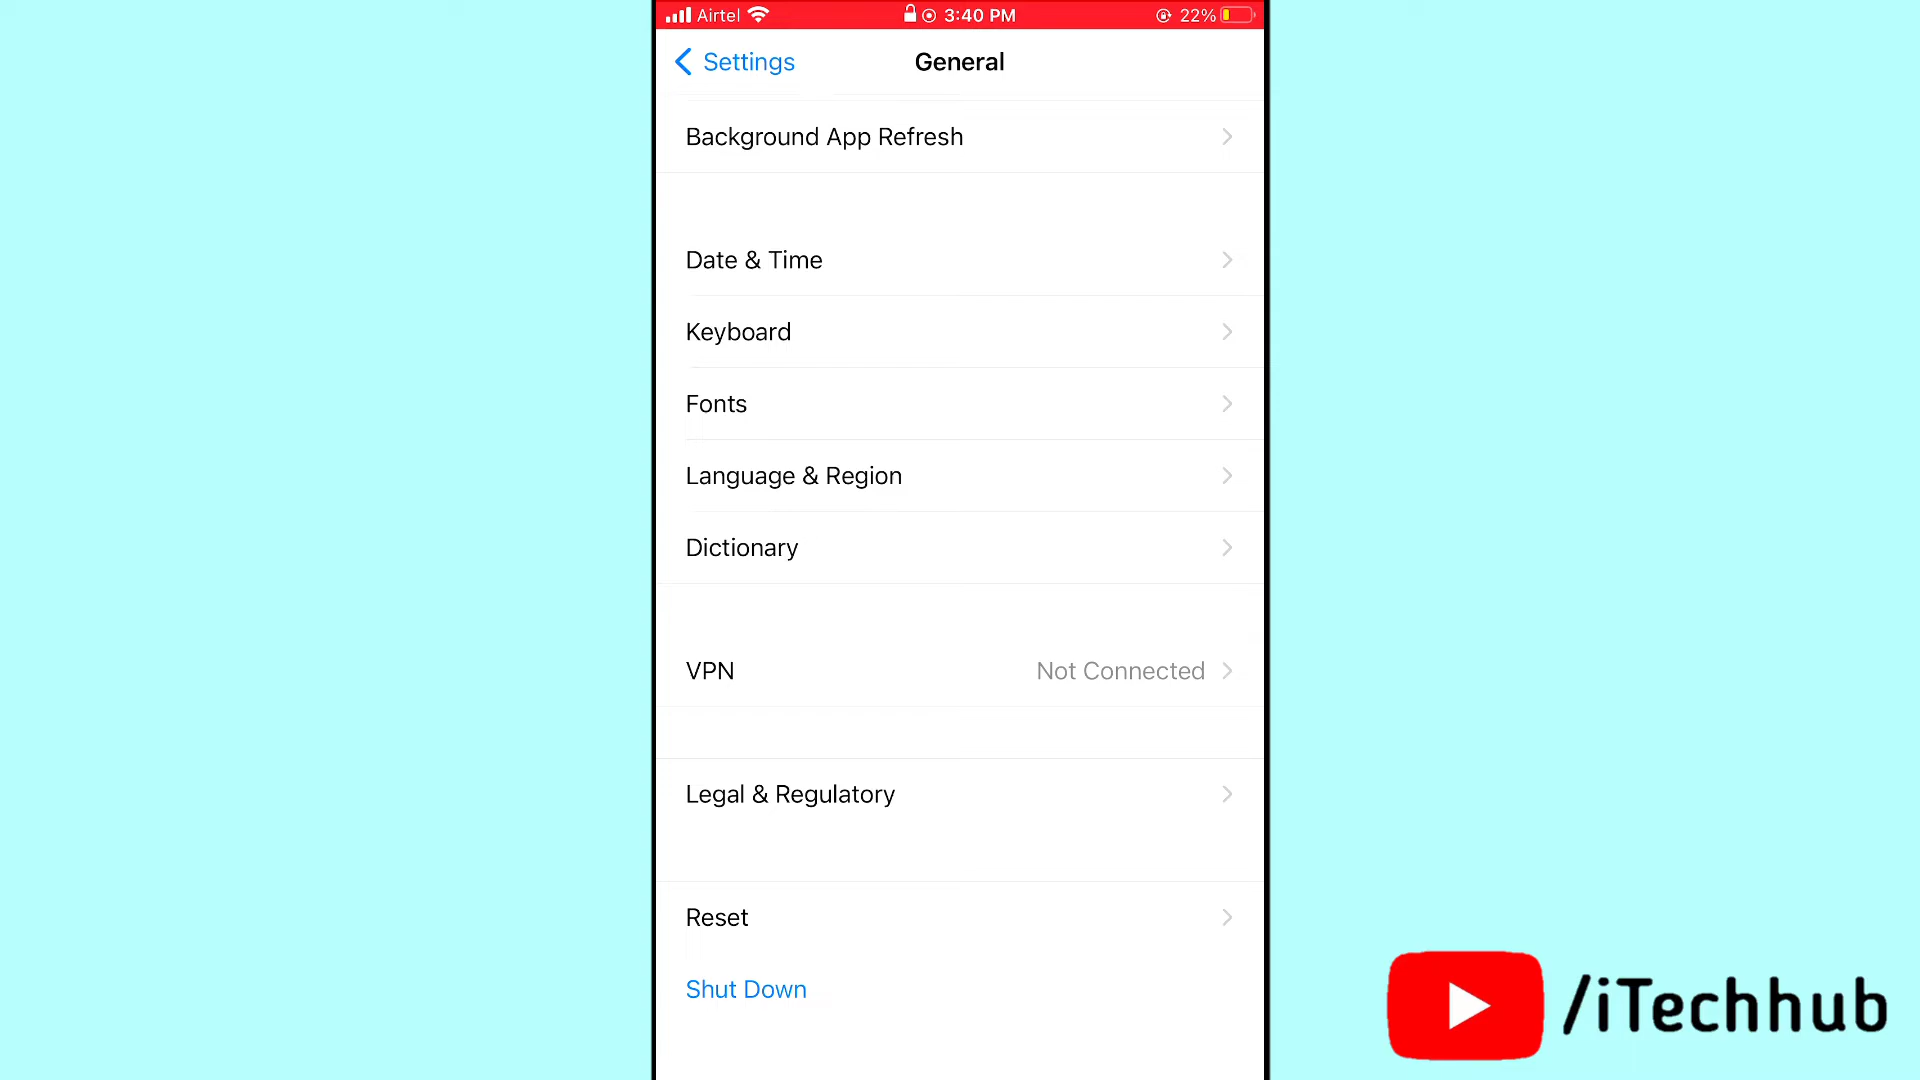 Airtel 3:40 PM 22%
Settings General
Background App Refresh
Date & Time
Keyboard
Fonts
Language & Region
Dictionary
VPN Not Connected
Legal & Regulatory
Reset
Shut Down
/iTechhub